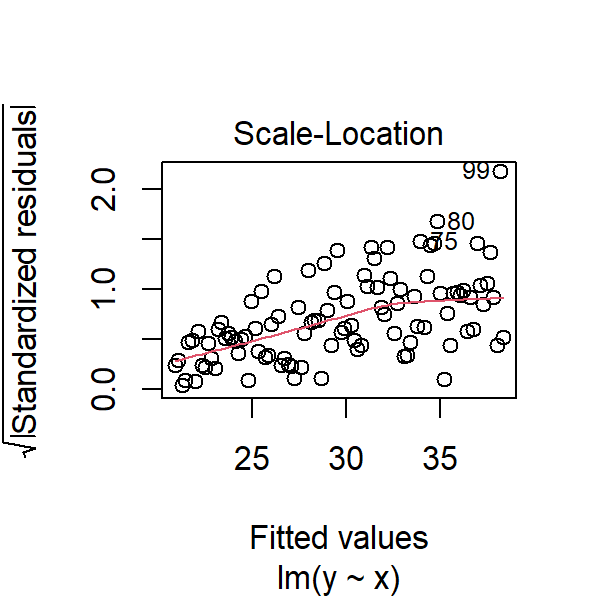 Scale-Location
√|Standardized residuals|
2.0
1.0
0.0
99
80
75
25 30 35
Fitted values
lm(y ~ x)